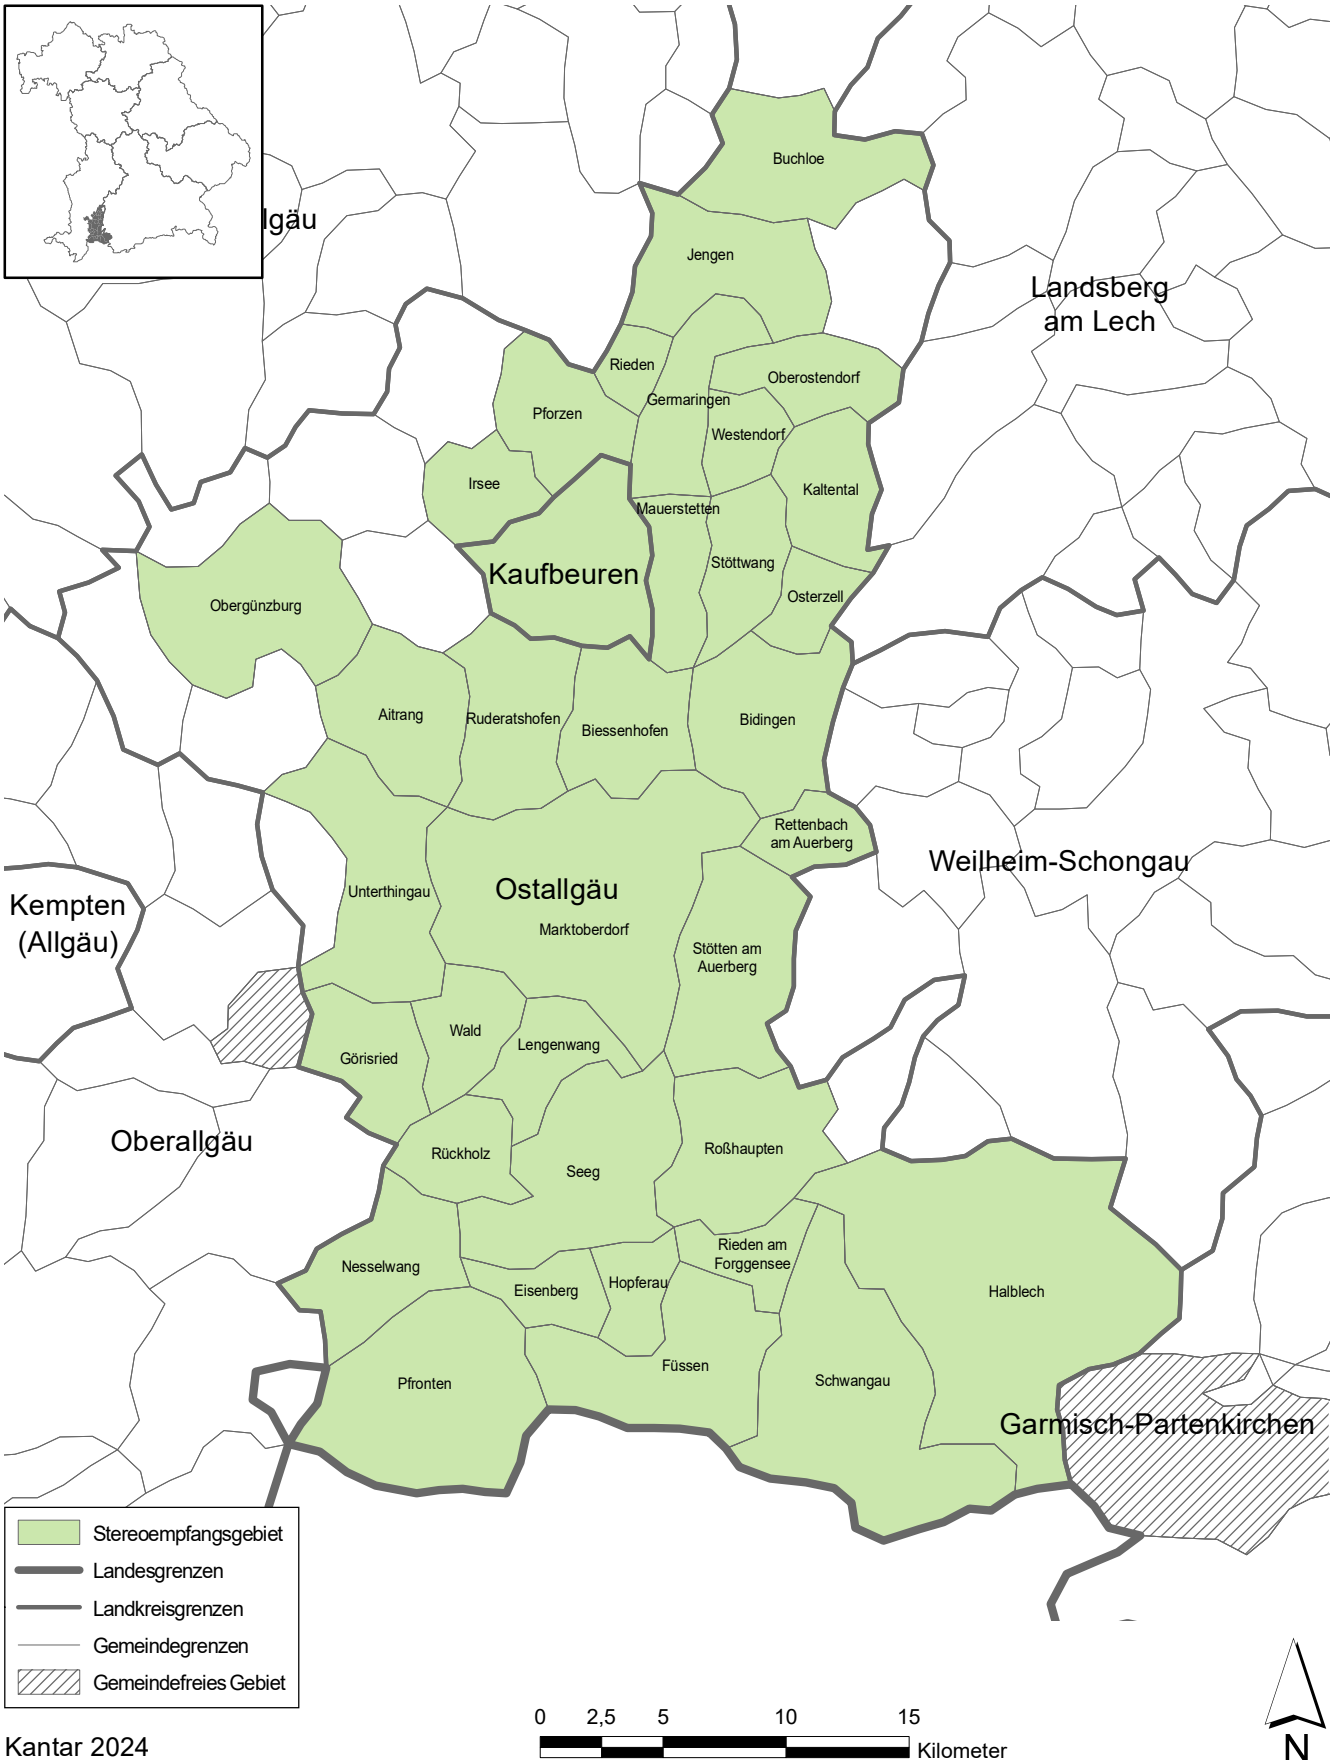 lgäu
Buchloe
Jengen
Landsberg
am Lech
Rieden
Oberostendorf
Germaringen
Pforzen
Westendorf
Irsee
Kaltental
Mauerstetten
Kaufbeuren
Stöttwang
Osterzell
Obergünzburg
Aitrang
Ruderatshofen
Biessenhofen
Bidingen
Rettenbach
am Auerberg
Weilheim-Schongau
Unterthingau
Ostallgäu
Kempten
(Allgäu)
Marktoberdorf
Stötten am
Auerberg
Wald
Lengenwang
Görisried
Oberallgäu
Rückholz
Seeg
Roßhaupten
Rieden am
Forggensee
Nesselwang
Eisenberg
Hopferau
Halblech
Füssen
Pfronten
Schwangau
Garmisch-Partenkirchen
Stereoempfangsgebiet
Landesgrenzen
Landkreisgrenzen
Gemeindegrenzen
Gemeindefreies Gebiet
0 2,5 5 10 15
Kilometer
N
Kantar 2024